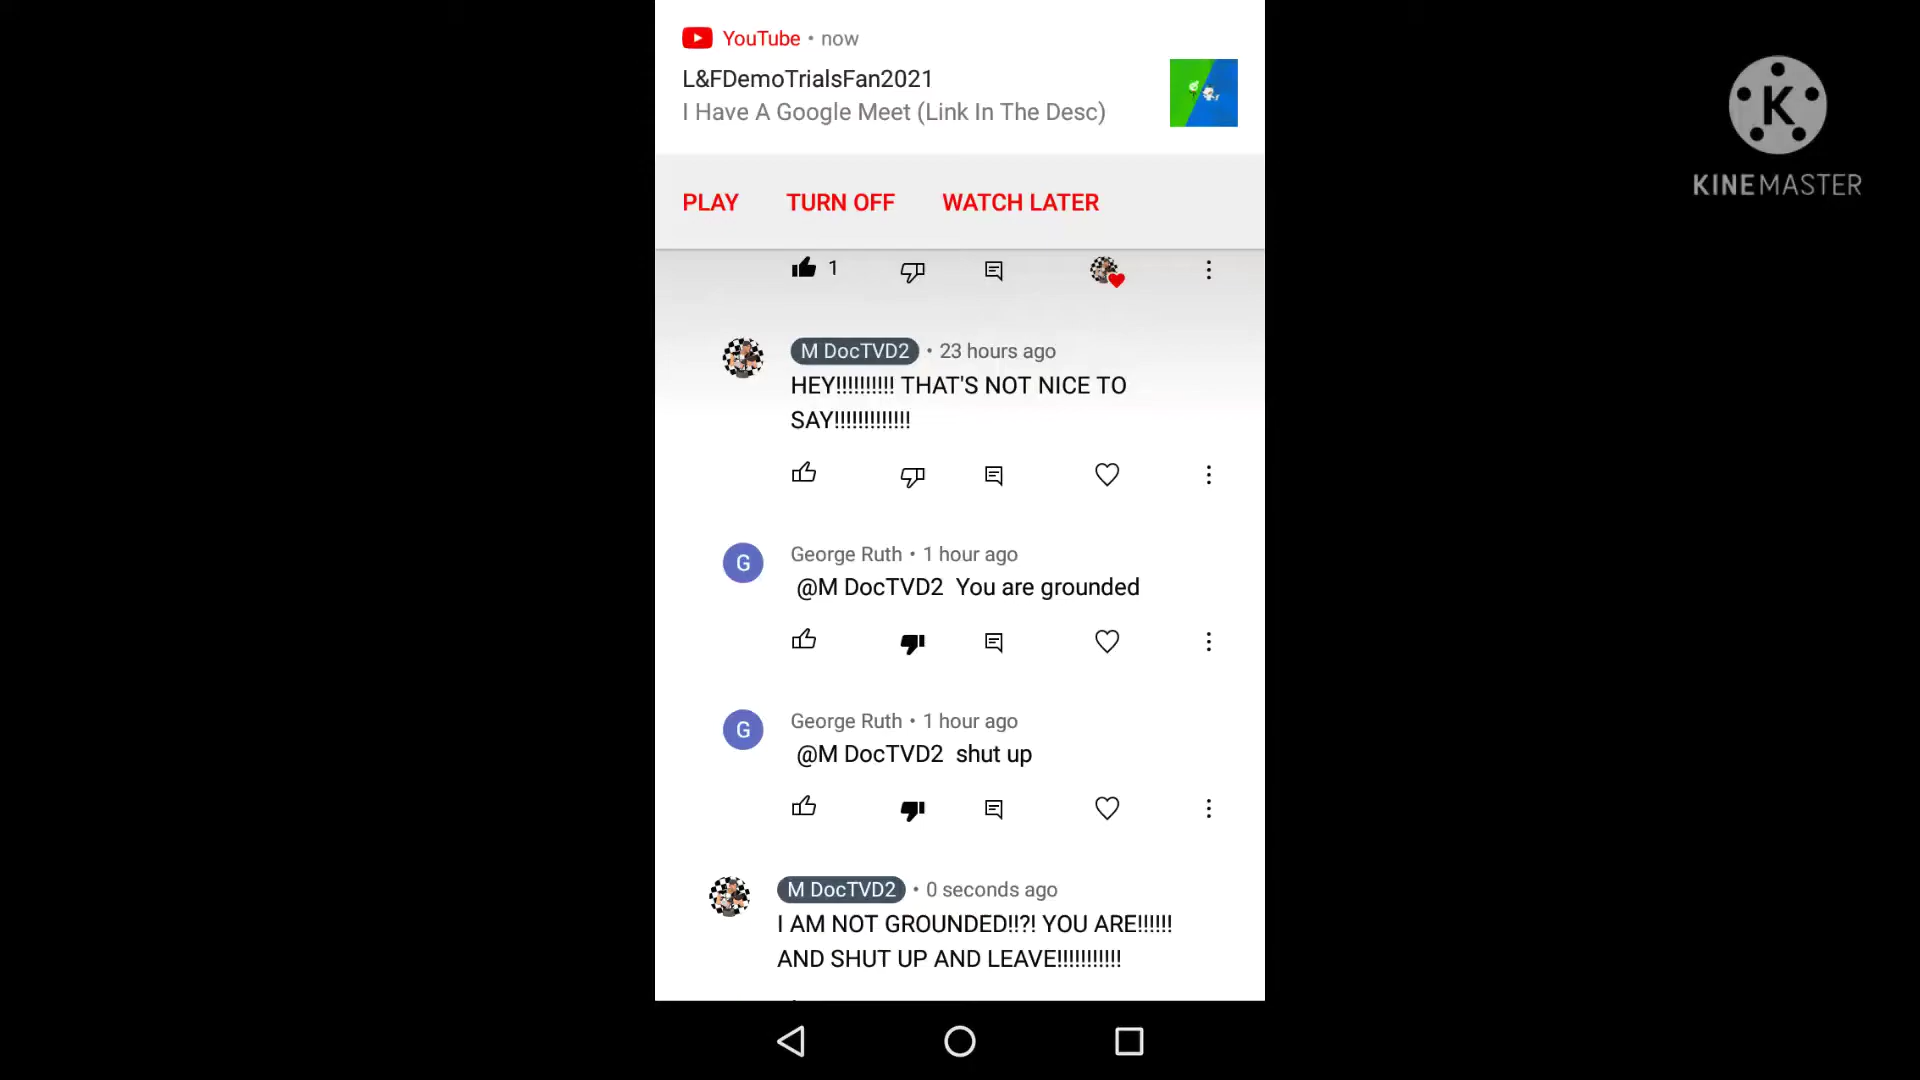 YouTube • now
L&FDemoTrialsFan2021
I Have A Google Meet (Link In The Desc)
PLAY TURN OFF WATCH LATER
1
M DocTVD2 • 23 hours ago
HEY!!!!!!!!!! THAT'S NOT NICE TO
SAY!!!!!!!!!!!!!
G
George Ruth • 1 hour ago
@M DocTVD2 You are grounded
G
George Ruth • 1 hour ago
@M DocTVD2 shut up
M DocTVD2 • 0 seconds ago
I AM NOT GROUNDED!!?! YOU ARE!!!!!!
AND SHUT UP AND LEAVE!!!!!!!!!!!
K
KINEMASTER